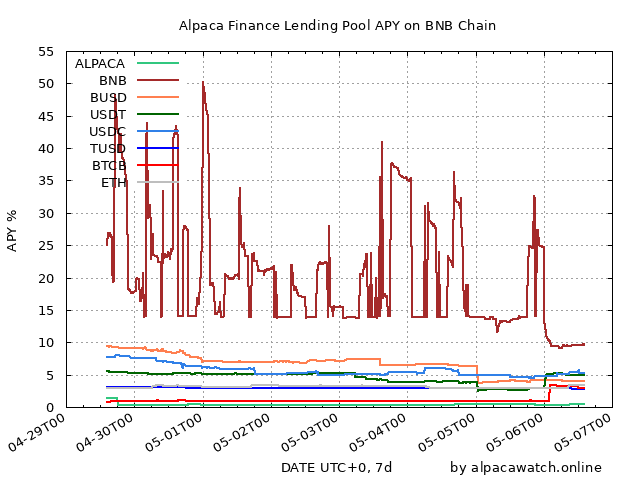 Alpaca Finance Lending Pool APY on BNB Chain
55
50
45
40
35
30
25
20
15
10
5
0
APY %
ALPACA
BNB
BUSD
USDT
USDC
TUSD
BTCB
ETH
04-29T00
04-30T00
05-01T00
05-02T00
05-03T00
05-04T00
05-05T00
05-06T00
05-07T00
DATE UTC+0, 7d
by alpacawatch.online